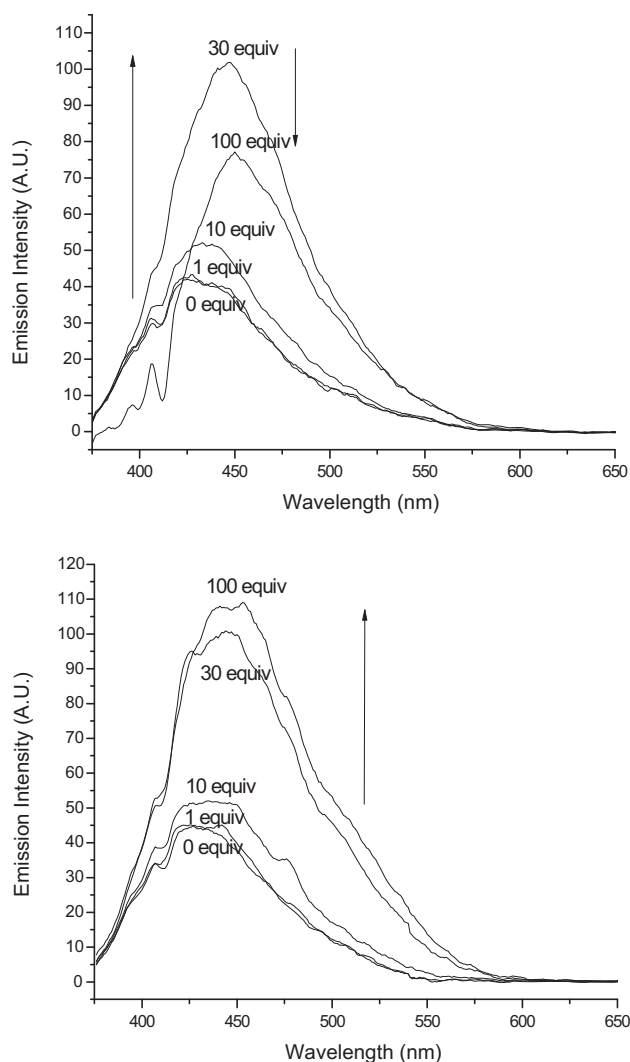 110
100
90
80
70
60
50
40
30
20
10
0
Emission Intensity (A.U.)
30 equiv
100 equiv
10 equiv
1 equiv
0 equiv
400 450 500 550 600 650
Wavelength (nm)
120
110
100
90
80
70
60
50
40
30
20
10
0
Emission Intensity (A.U.)
100 equiv
30 equiv
10 equiv
1 equiv
0 equiv
400 450 500 550 600 650
Wavelength (nm)